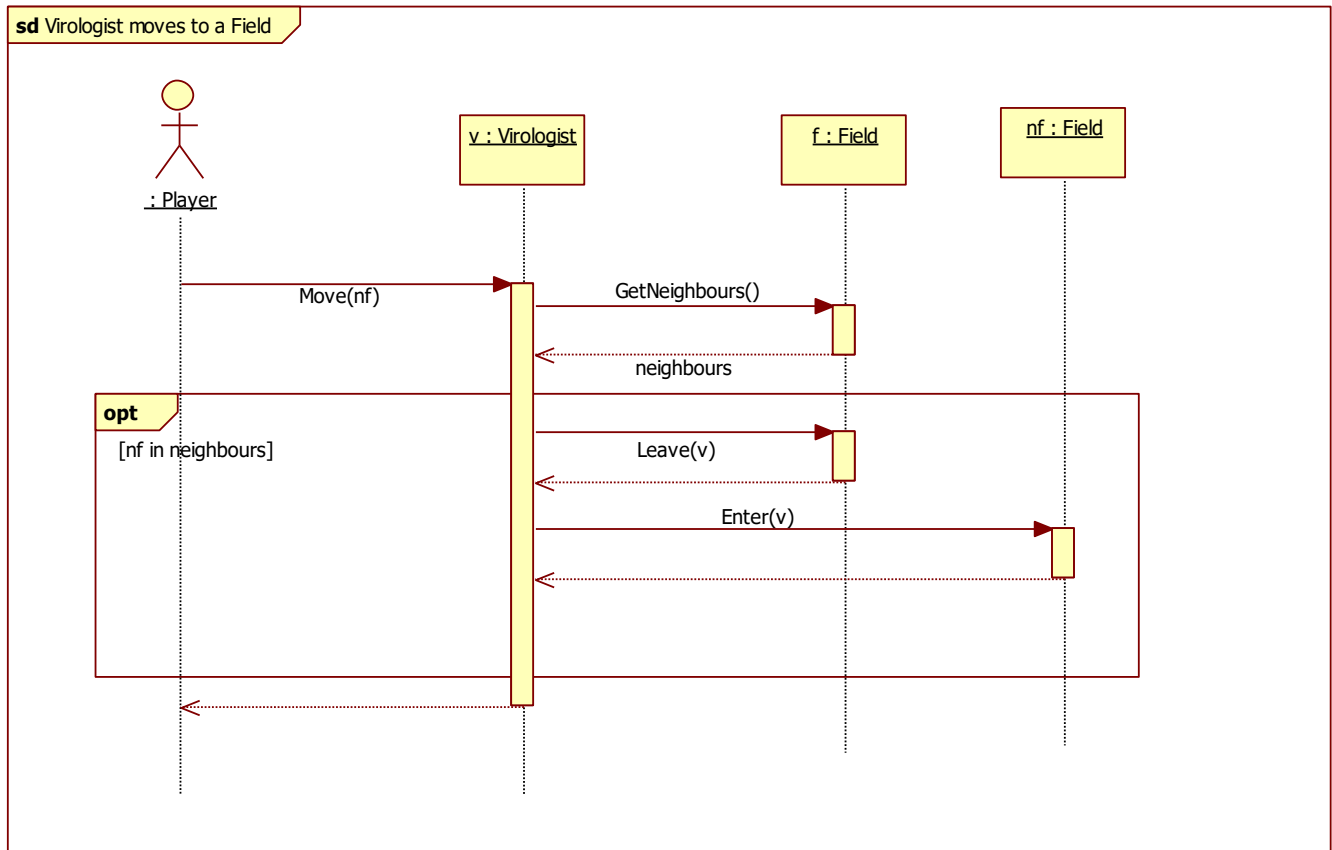 sd Virologist moves to a Field
: Player
v : Virologist
f : Field
nf : Field
Move(nf)
GetNeighbours()
neighbours
opt
[nf in neighbours]
Leave(v)
Enter(v)